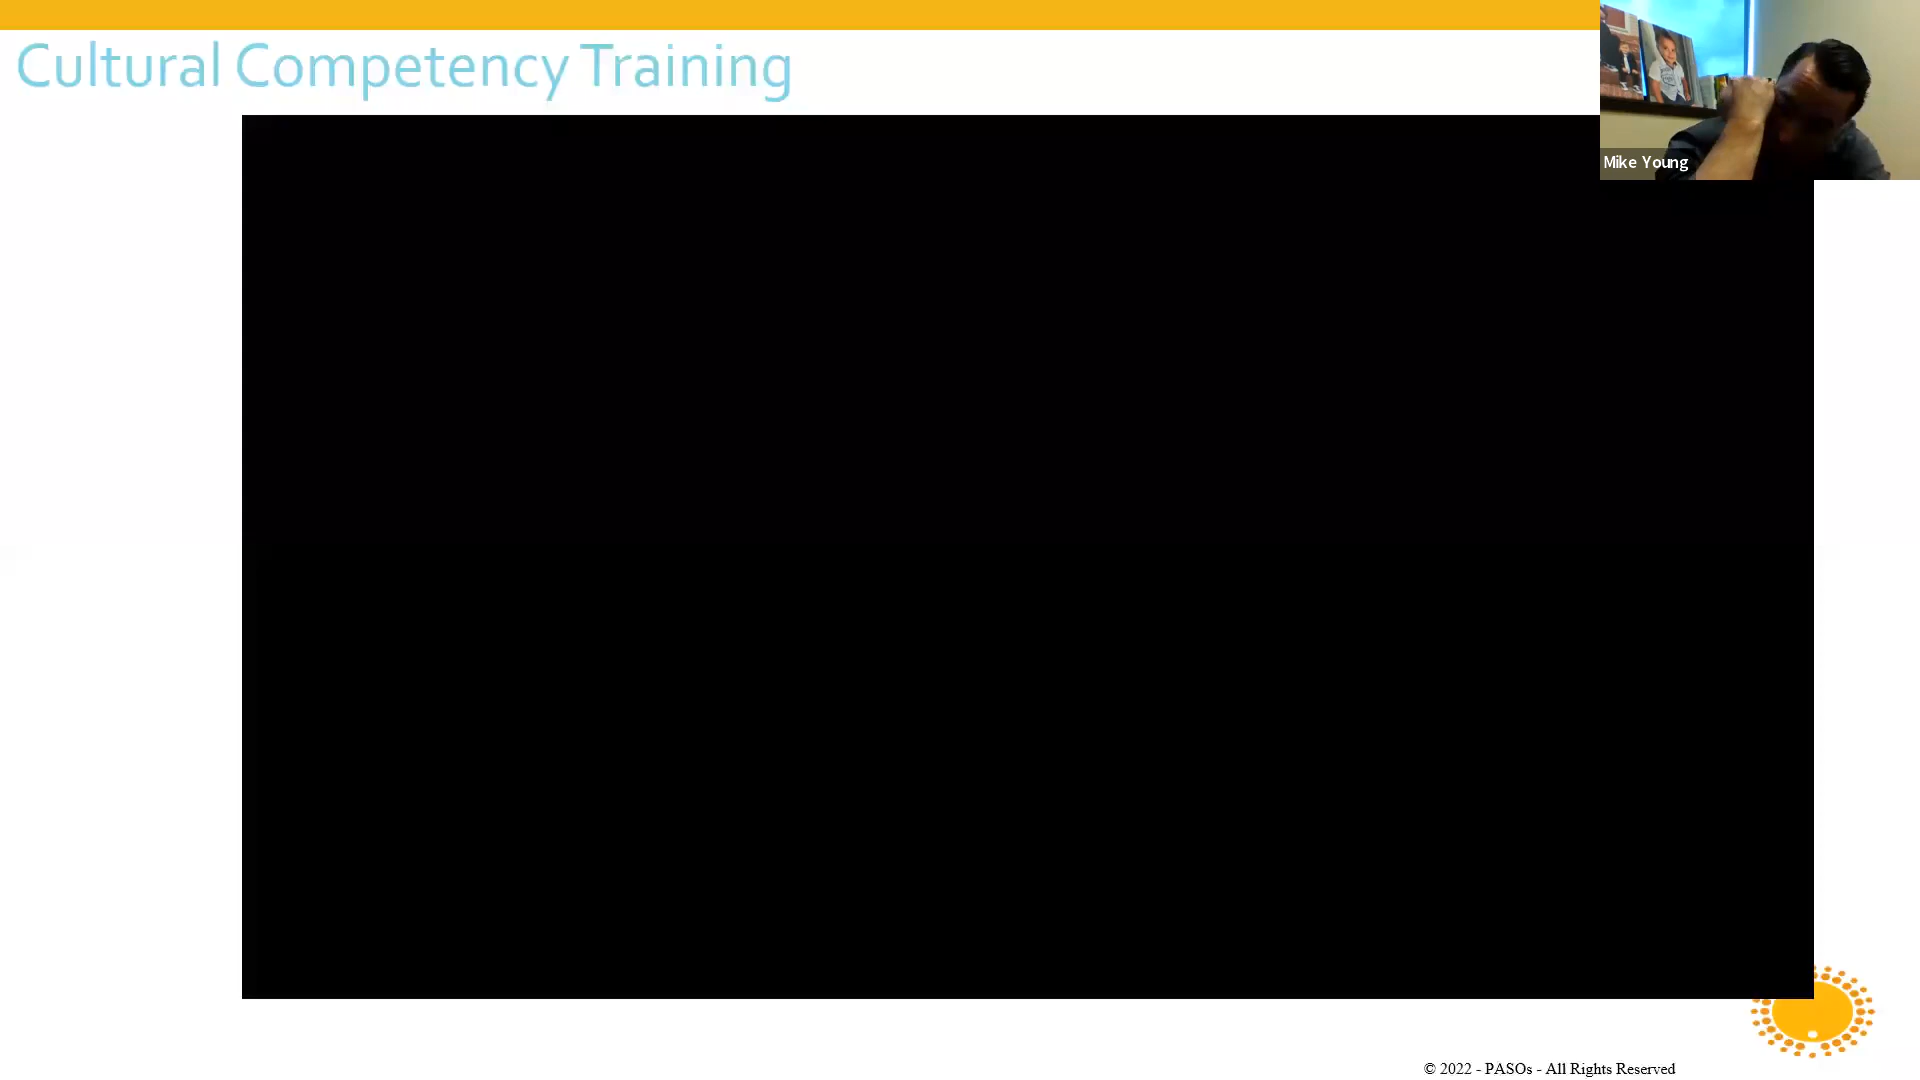 Cultural Competency Training
Mike Young
© 2022 - PASOs - All Rights Reserved